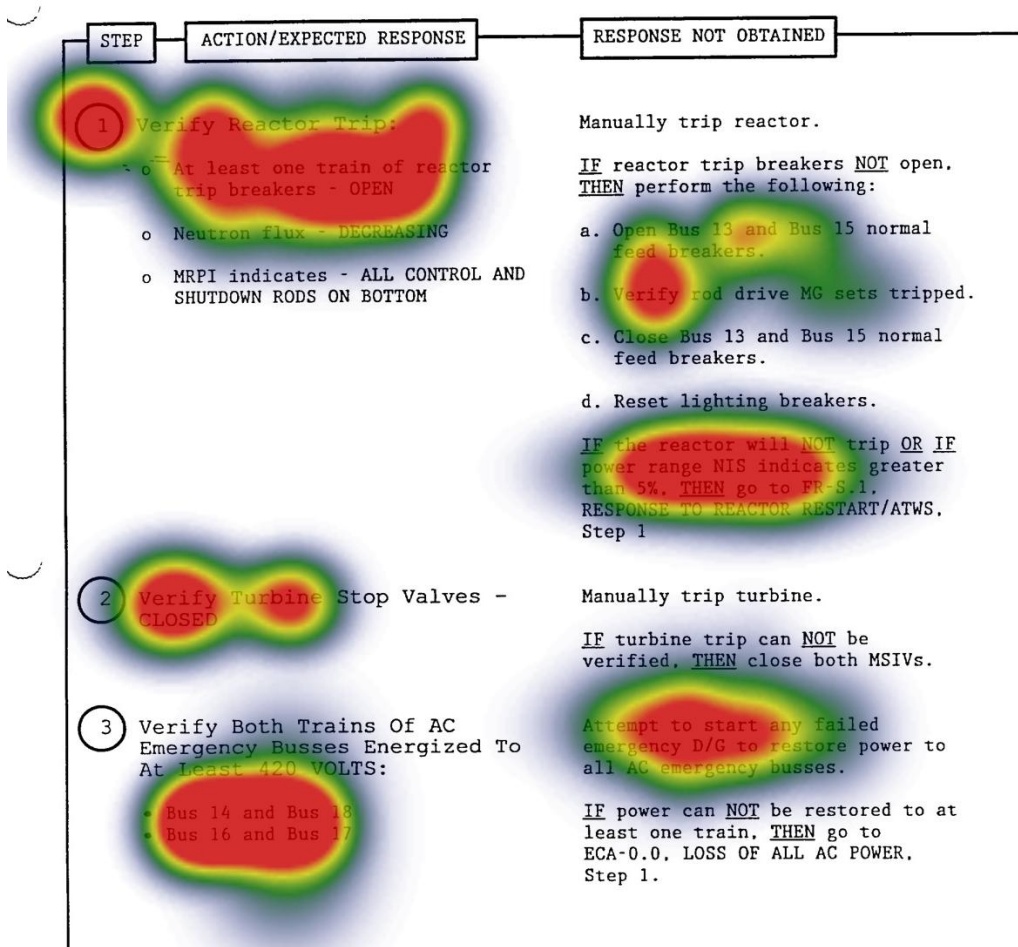 STEP ACTION/EXPECTED RESPONSE RESPONSE NOT OBTAINED
1 Verify Reactor Trip:
o At least one train of reactor
trip breakers - OPEN
o Neutron flux - DECREASING
o MRPI indicates - ALL CONTROL AND
SHUTDOWN RODS ON BOTTOM
Manually trip reactor.
IF reactor trip breakers NOT open,
THEN perform the following:
a. Open Bus 13 and Bus 15 normal
feed breakers.
b. Verify rod drive MG sets tripped.
c. Close Bus 13 and Bus 15 normal
feed breakers.
d. Reset lighting breakers.
IF the reactor will NOT trip OR IF
power range NIS indicates greater
than 5%, THEN go to FR-S.1,
RESPONSE TO REACTOR RESTART/ATWS,
Step 1
2 Verify Turbine Stop Valves -
CLOSED
Manually trip turbine.
IF turbine trip can NOT be
verified, THEN close both MSIVs.
3 Verify Both Trains Of AC
Emergency Busses Energized To
At Least 420 VOLTS:
• Bus 14 and Bus 18
• Bus 16 and Bus 17
Attempt to start any failed
emergency D/G to restore power to
all AC emergency busses.
IF power can NOT be restored to at
least one train, THEN go to
ECA-0.0, LOSS OF ALL AC POWER,
Step 1.